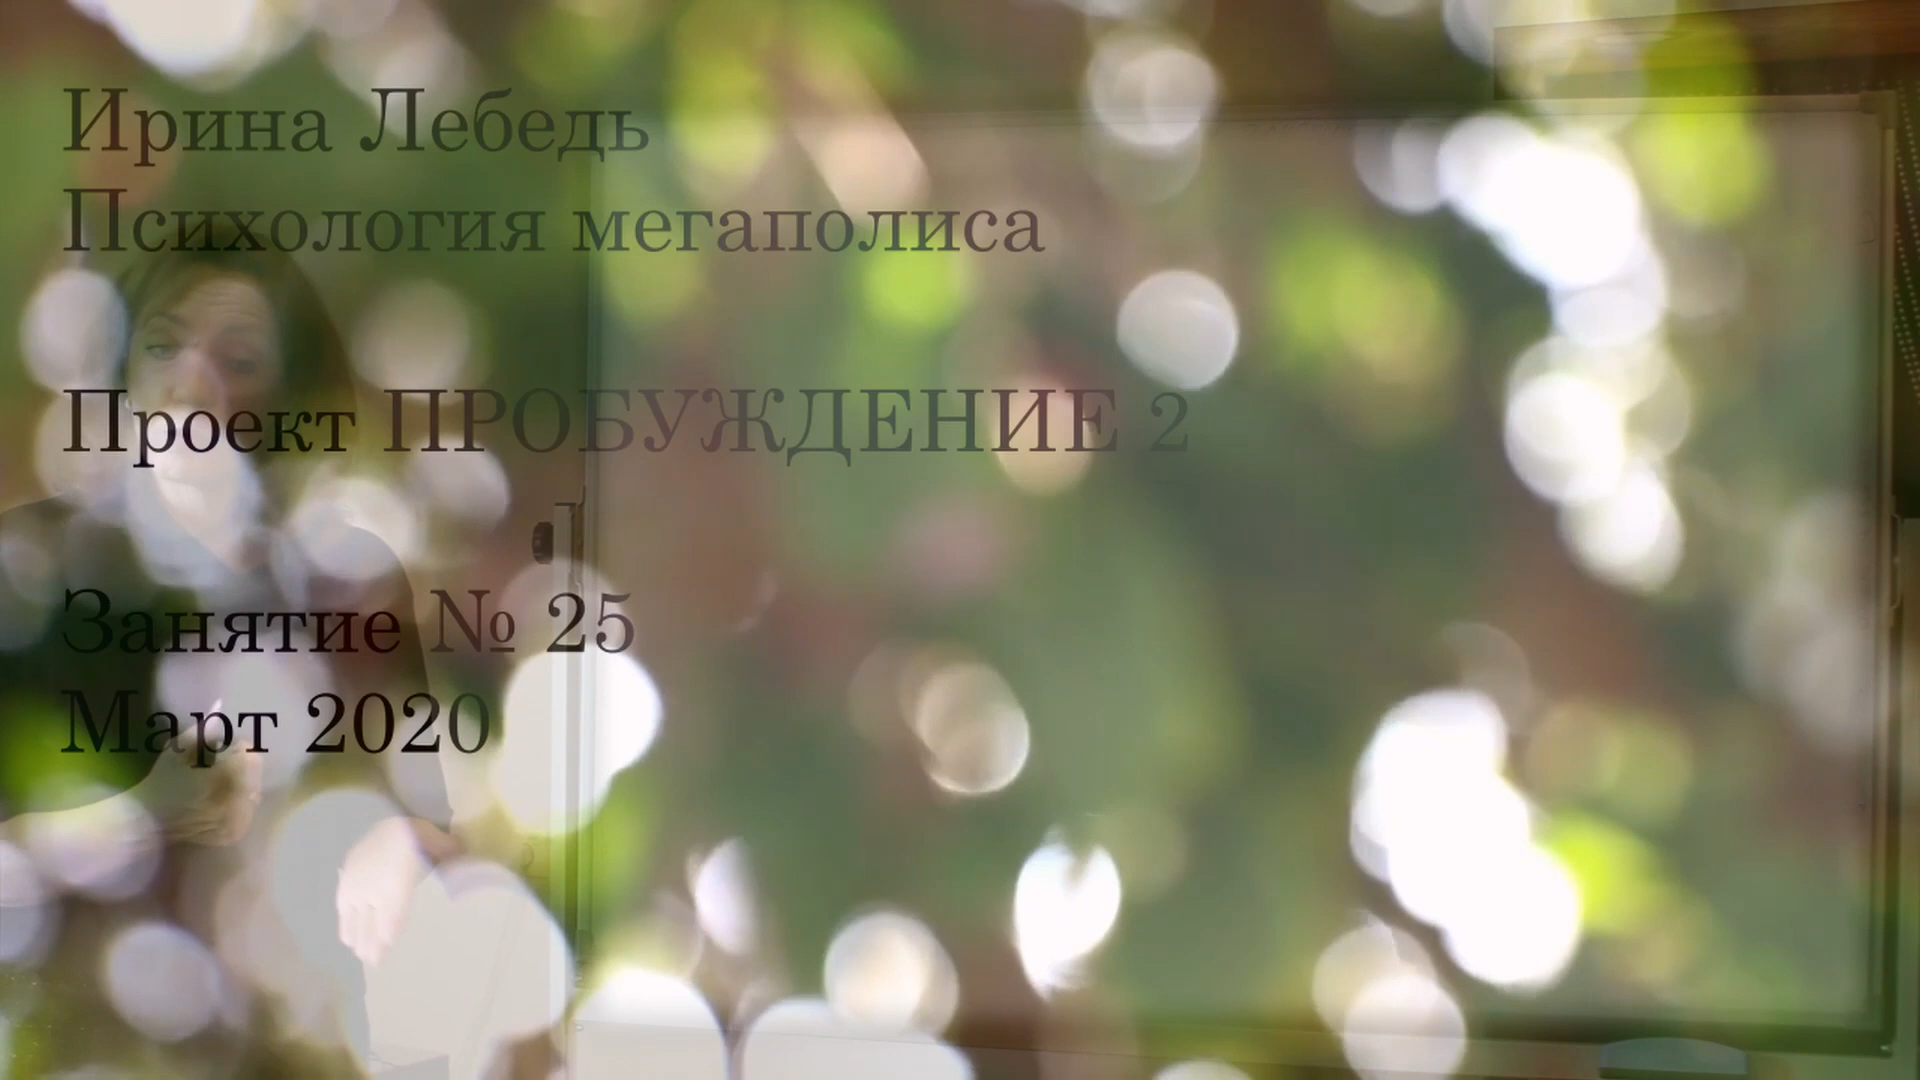 Ирина Лебедь
Психология мегаполиса
Проект ПРОБУЖДЕНИЕ 2
Занятие № 25
Март 2020